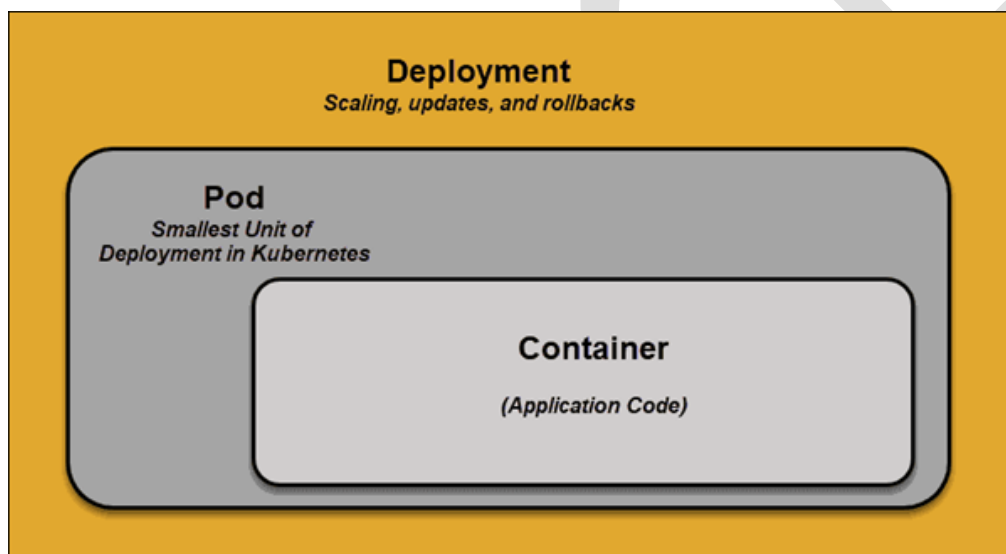 Deployment
Scaling, updates, and rollbacks
Pod
Smallest Unit of
Deployment in Kubernetes
Container
(Application Code)